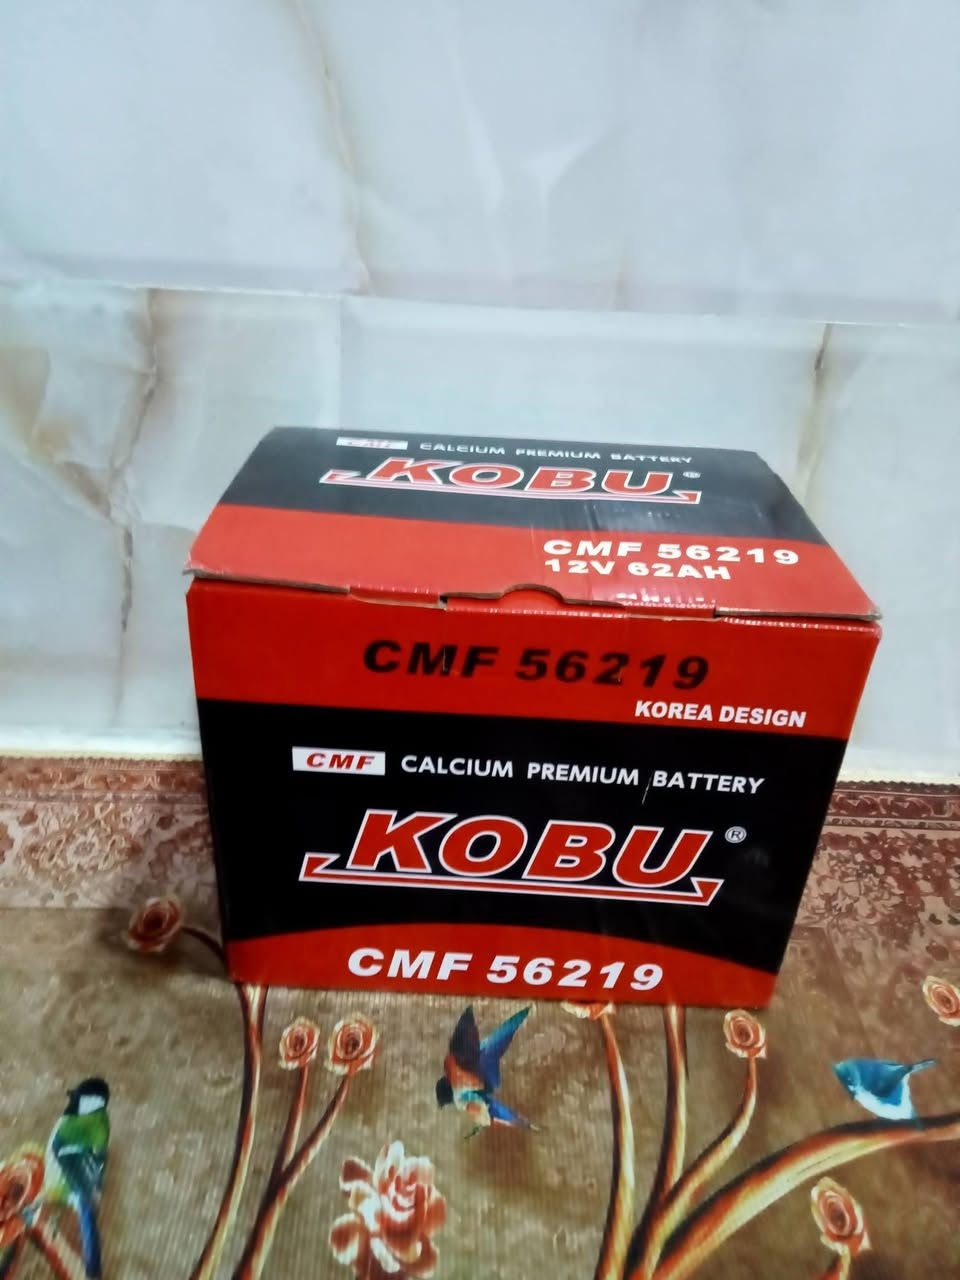 CMF CALCIUM PREMIUM BATTERY
KOBU®
CMF 56219
12V 62AH
CMF 56219
KOREA DESIGN
CMF CALCIUM PREMIUM BATTERY
KOBU®
CMF 56219